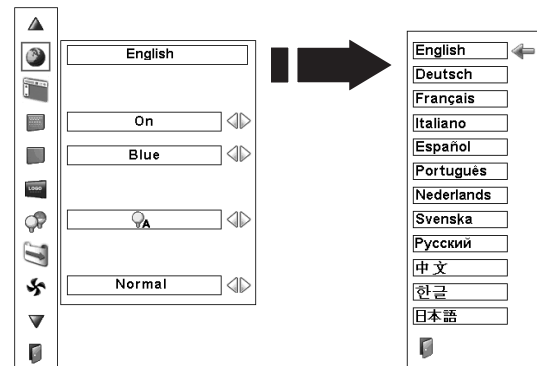 English
On
Blue
LOGO
A
Normal
English
Deutsch
Français
Italiano
Español
Português
Nederlands
Svenska
Русский
中文
한글
日本語